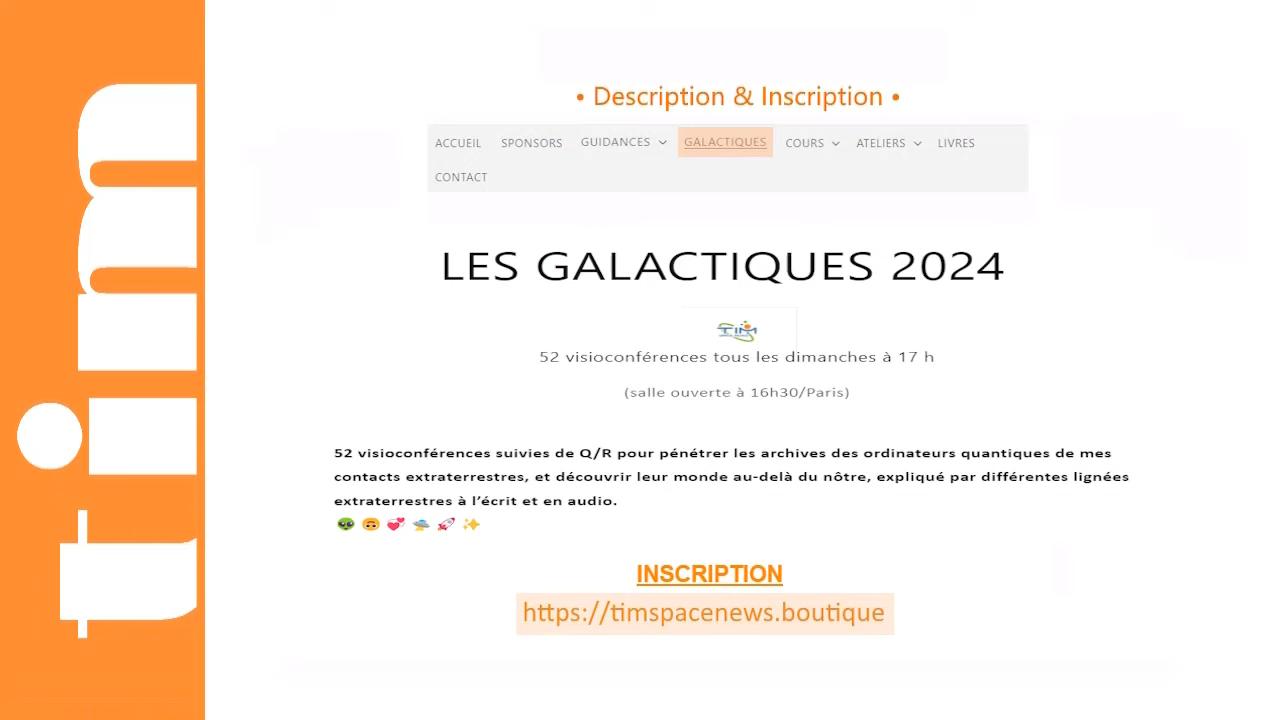 tim
• Description & Inscription •
ACCUEIL SPONSORS GUIDANCES GALACTIQUES COURS ATELIERS LIVRES
CONTACT
LES GALACTIQUES 2024
TIM
52 visioconférences tous les dimanches à 17 h
(salle ouverte à 16h30/Paris)
52 visioconférences suivies de Q/R pour pénétrer les archives des ordinateurs quantiques de mes
contacts extraterrestres, et découvrir leur monde au-delà du nôtre, expliqué par différentes lignées
extraterrestres à l’écrit et en audio.
👽 🙃 💞 🛸 🚀 ✨
INSCRIPTION
https://timspacenews.boutique